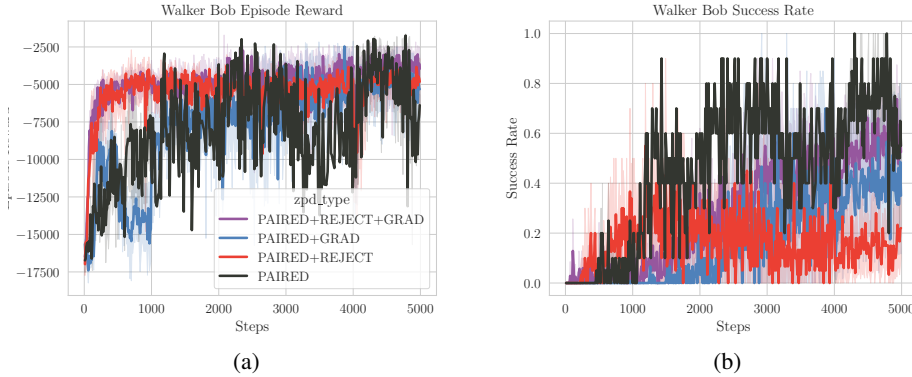 Walker Bob Episode Reward
−2500
−5000
−7500
−10000
−12500
−15000
−17500
zpd_type
PAIRED+REJECT+GRAD
PAIRED+GRAD
PAIRED+REJECT
PAIRED
0
1000
2000
3000
4000
5000
Steps
(a)
Walker Bob Success Rate
Success Rate
1.0
0.8
0.6
0.4
0.2
0.0
0
1000
2000
3000
4000
5000
Steps
(b)